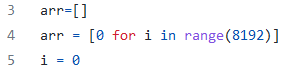 3 arr=[]
4 arr = [0 for i in range(8192)]
5 i = 0